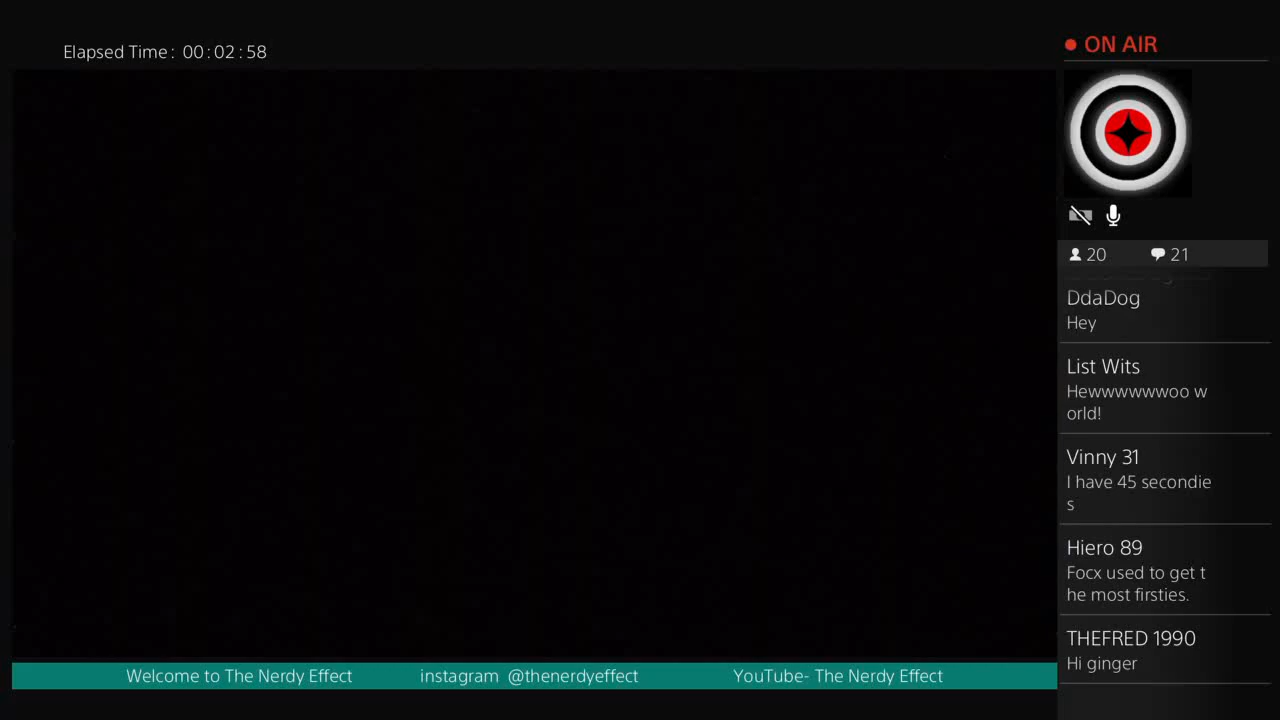 Elapsed Time: 00:02:58
ON AIR
20 21
DdaDog
Hey
List Wits
Hewwwwwwoo w
orld!
Vinny 31
I have 45 secondie
s
Hiero 89
Focx used to get t
he most firsties.
THEFRED 1990
Hi ginger
Welcome to The Nerdy Effect instagram @thenerdyeffect YouTube- The Nerdy Effect